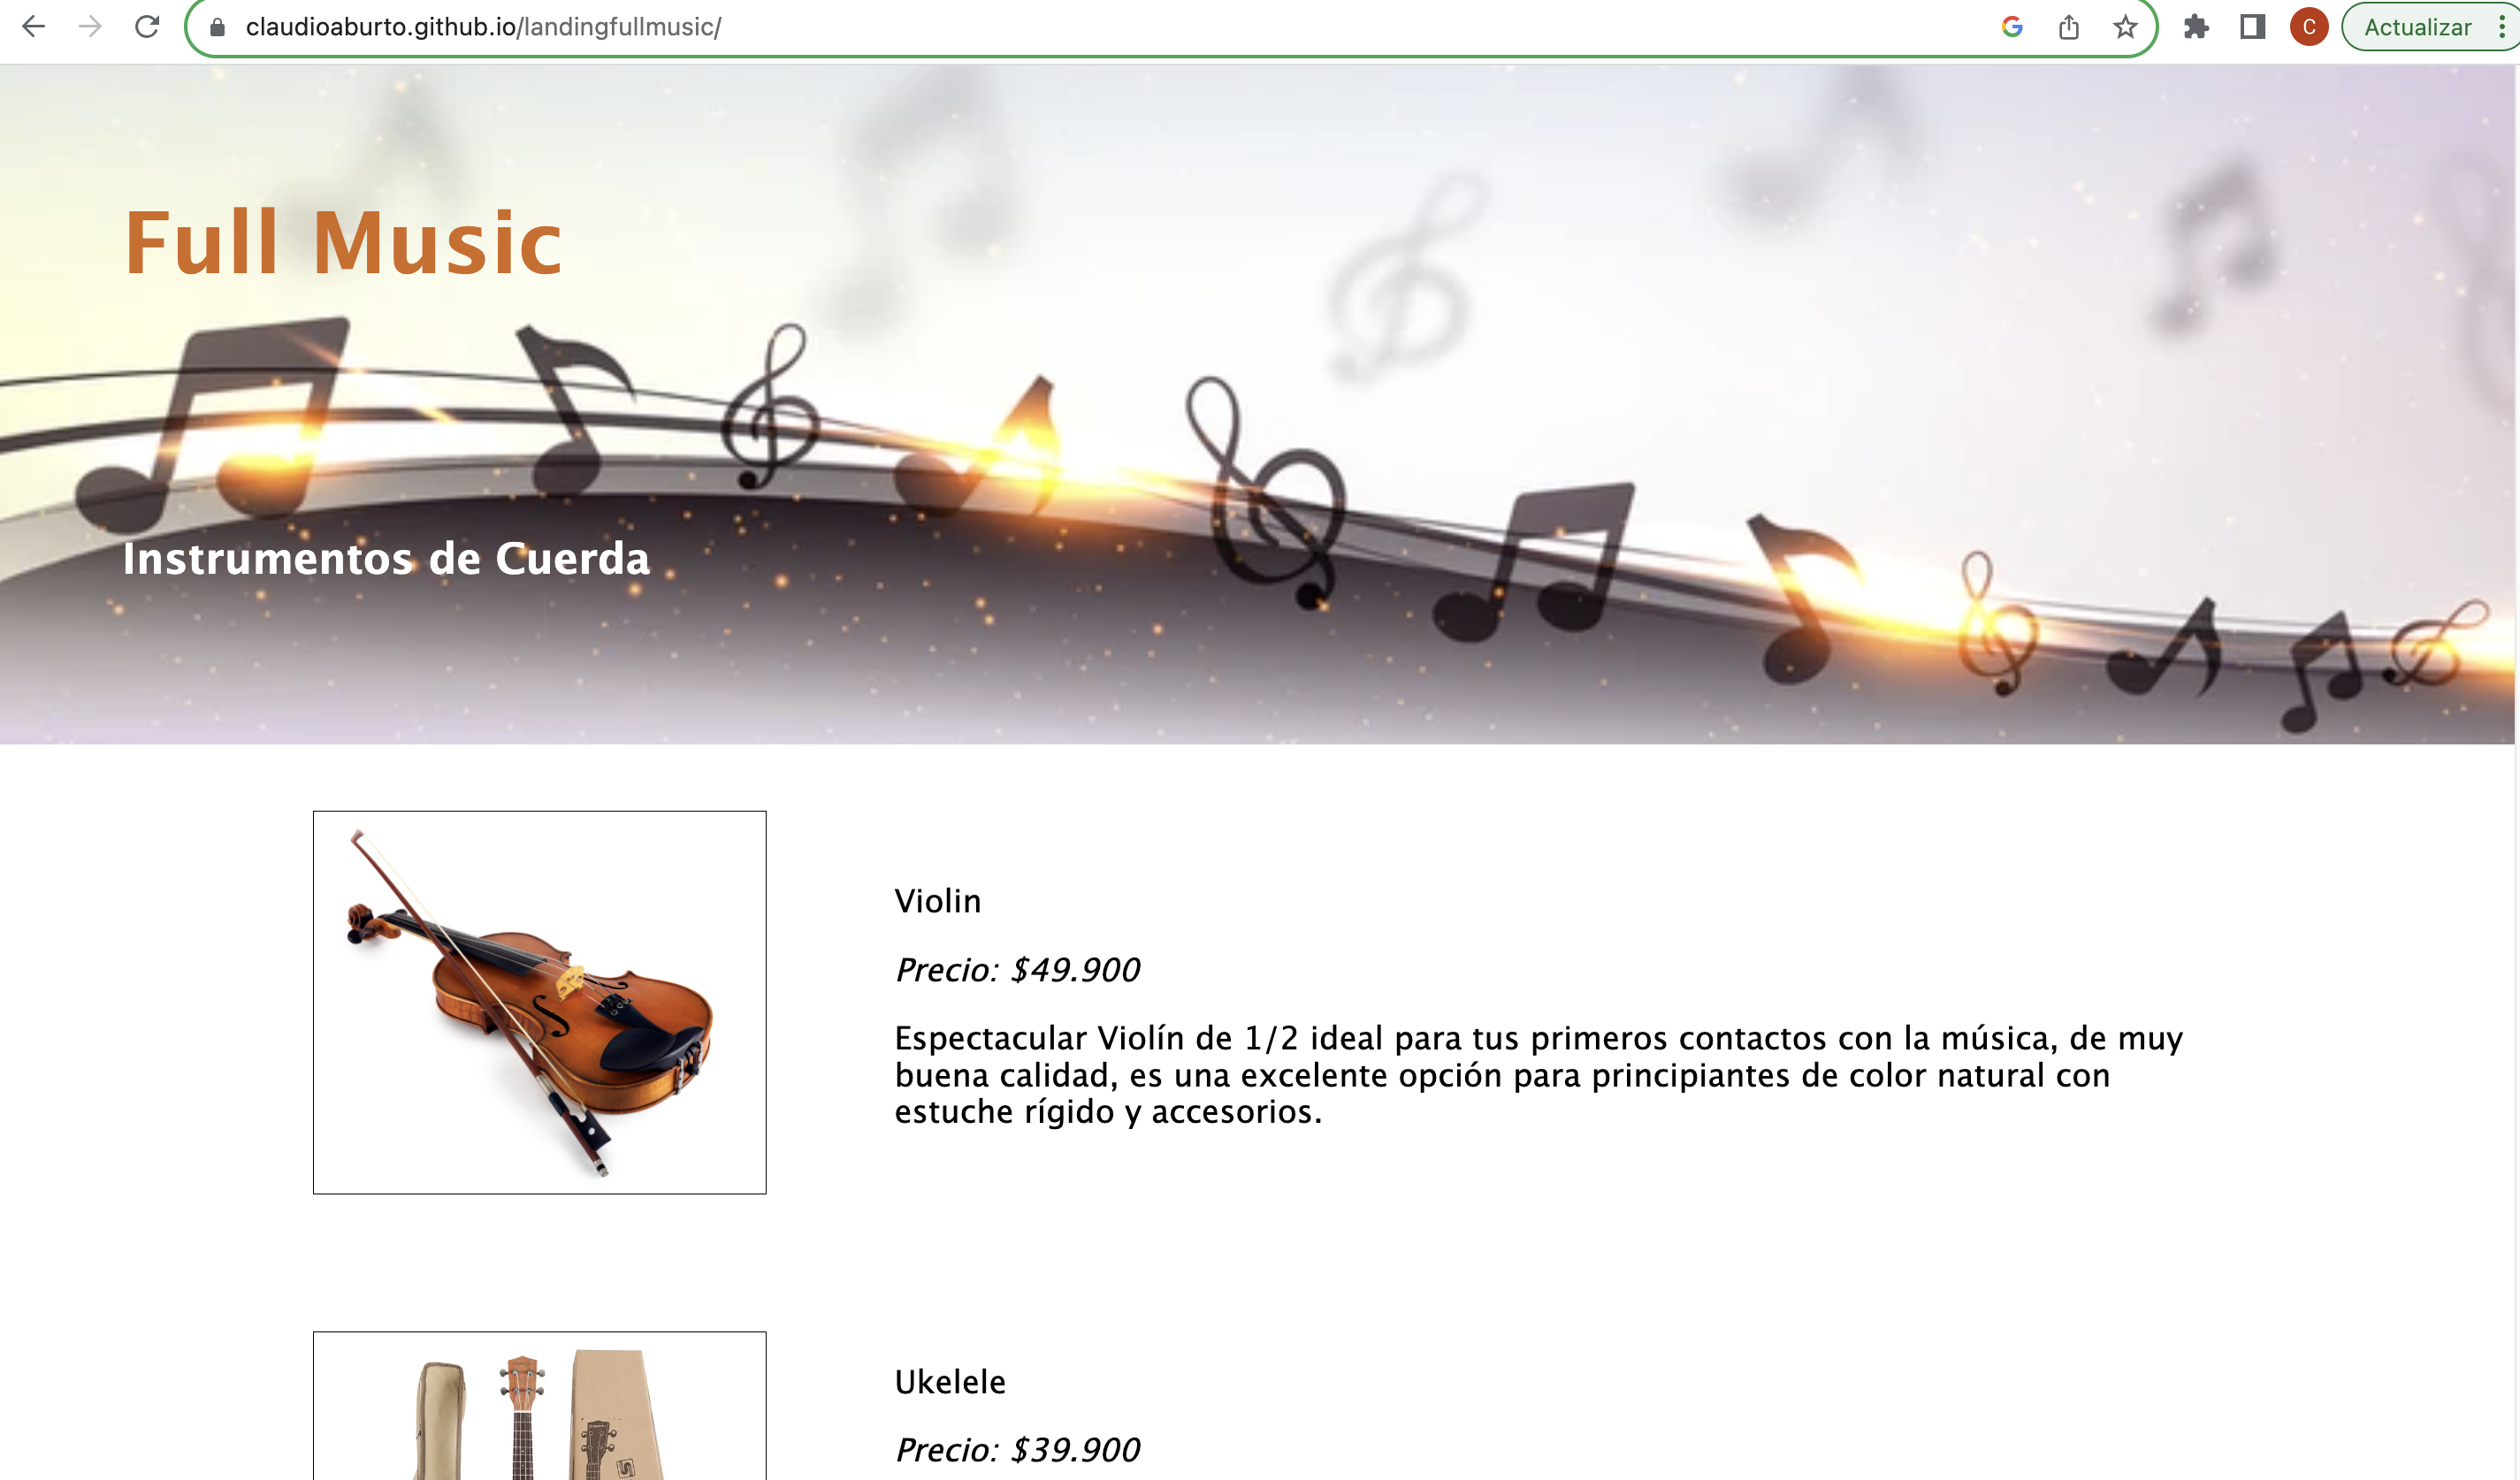 claudioaburto.github.io/landingfullmusic/
C
Actualizar
Full Music
Instrumentos de Cuerda
Violin
Precio: $49.900
Espectacular Violín de 1/2 ideal para tus primeros contactos con la música, de muy
buena calidad, es una excelente opción para principiantes de color natural con
estuche rígido y accesorios.
Ukelele
Precio: $39.900